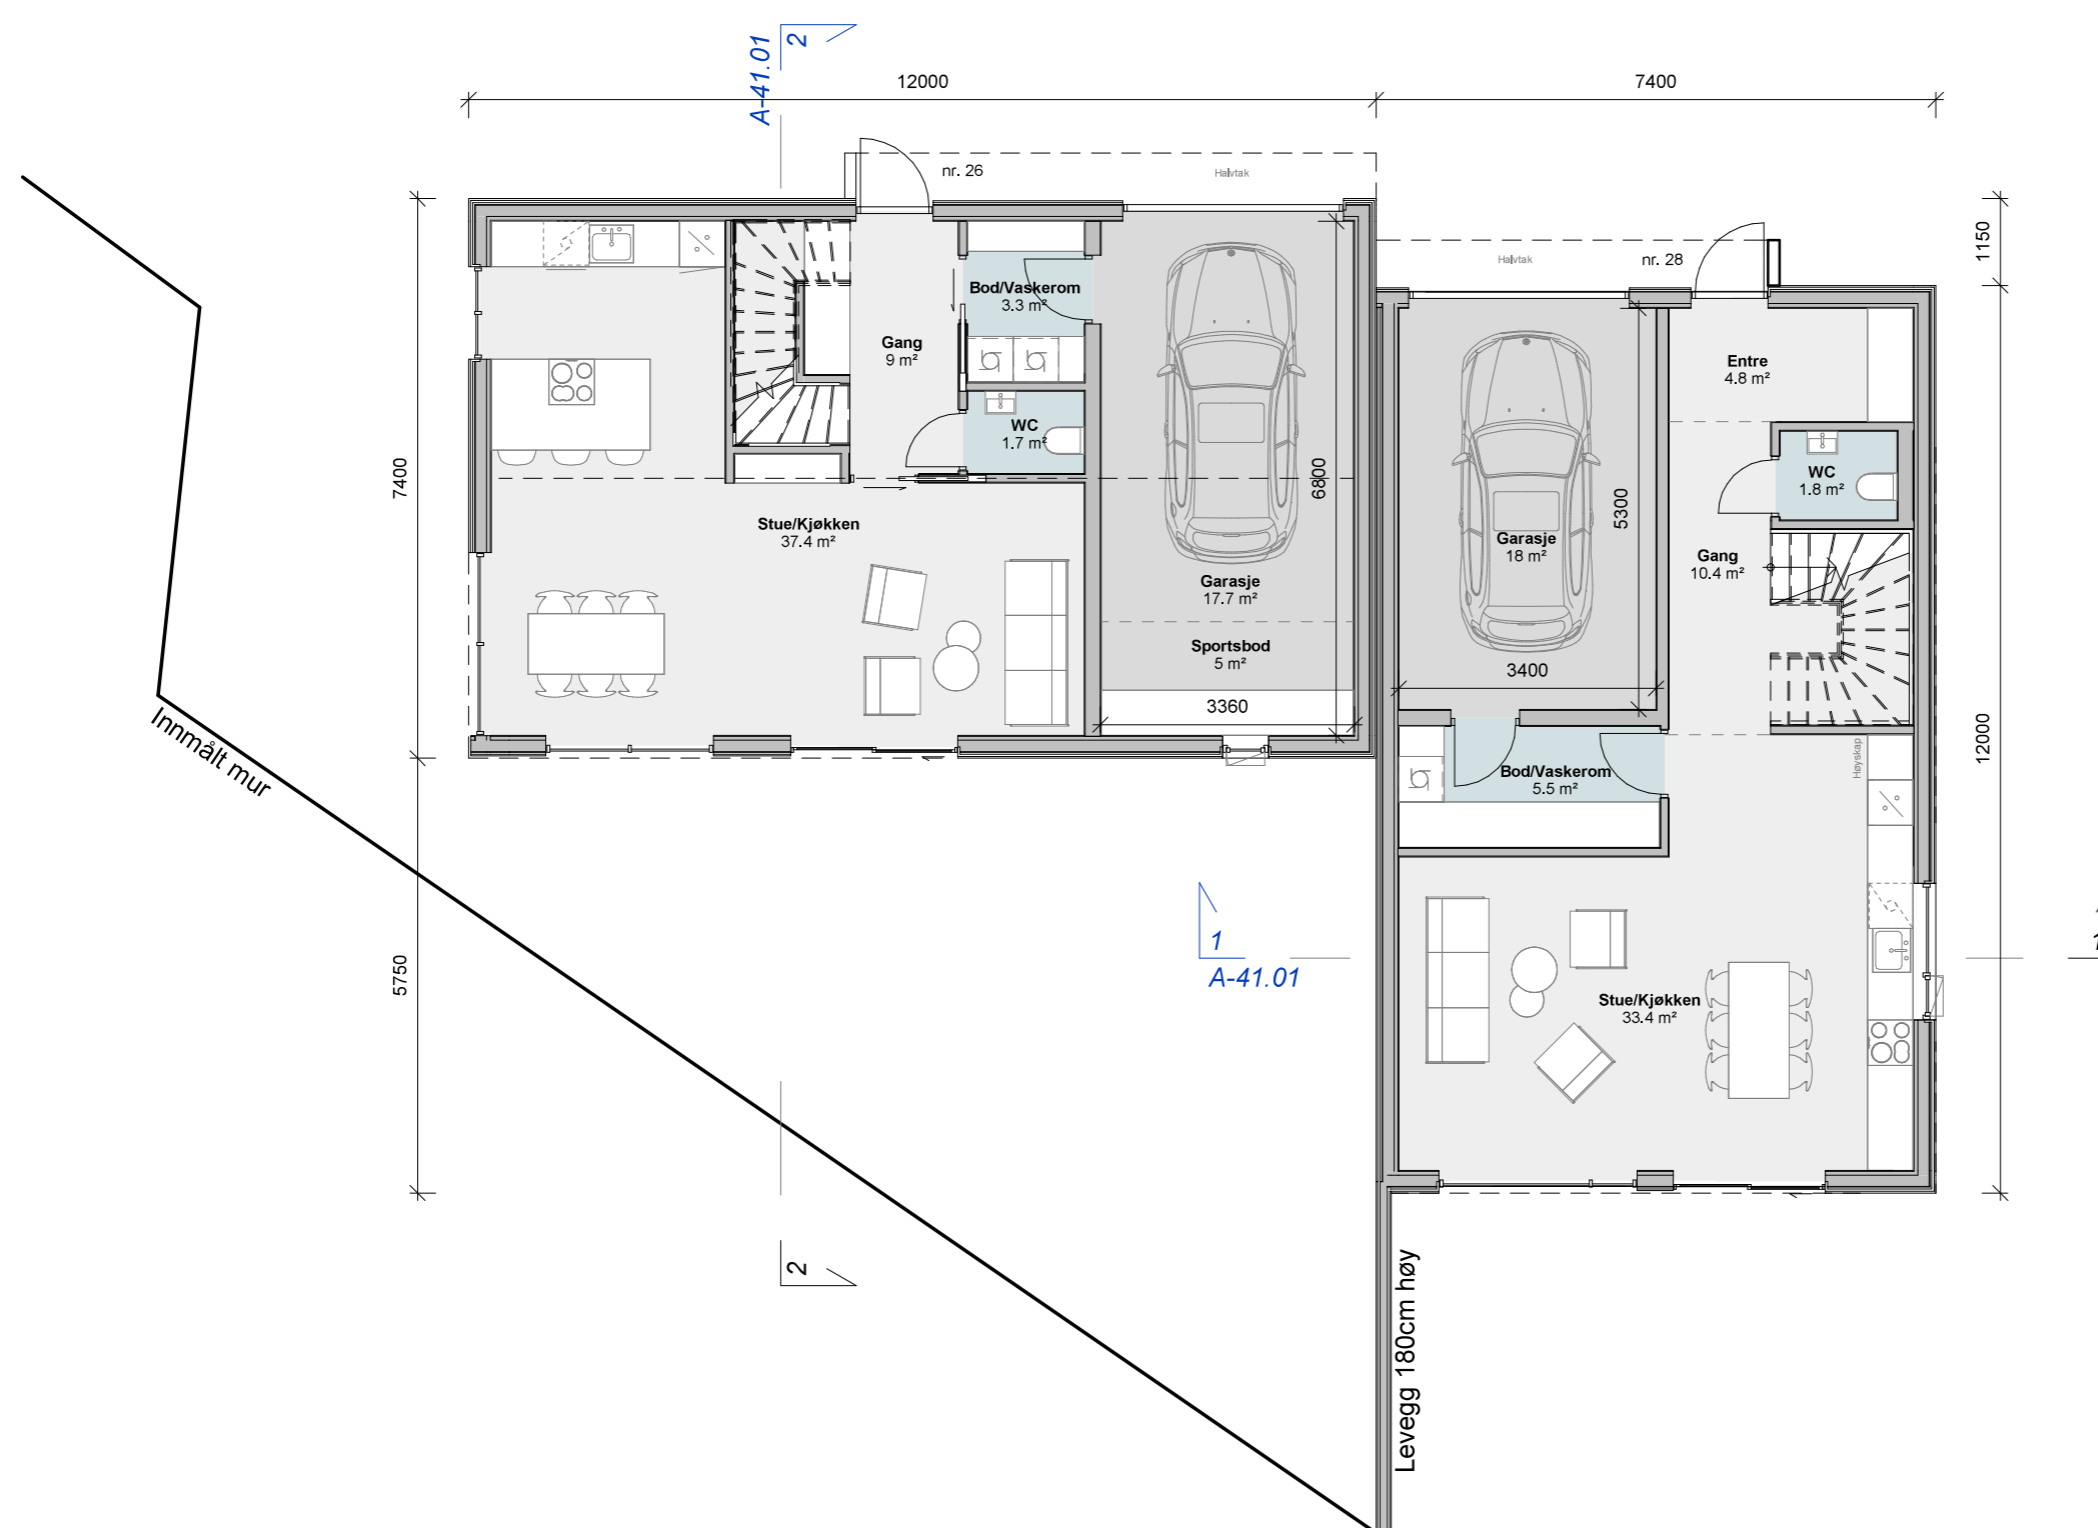 A-41.01
2
12000
7400
nr. 26
Halvtak
1150
Halvtak
nr. 28
Bod/Vaskerom
3.3 m²
Gang
9 m²
Entre
4.8 m²
WC
1.7 m²
7400
6800
WC
1.8 m²
5300
Stue/Kjøkken
37.4 m²
Garasje
18 m²
Gang
10.4 m²
Garasje
17.7 m²
Sportsbod
5 m²
3400
3360
Innmålt mur
12000
Høyskap
Bod/Vaskerom
5.5 m²
5750
1
A-41.01
1
Stue/Kjøkken
33.4 m²
2
Levegg 180cm høy